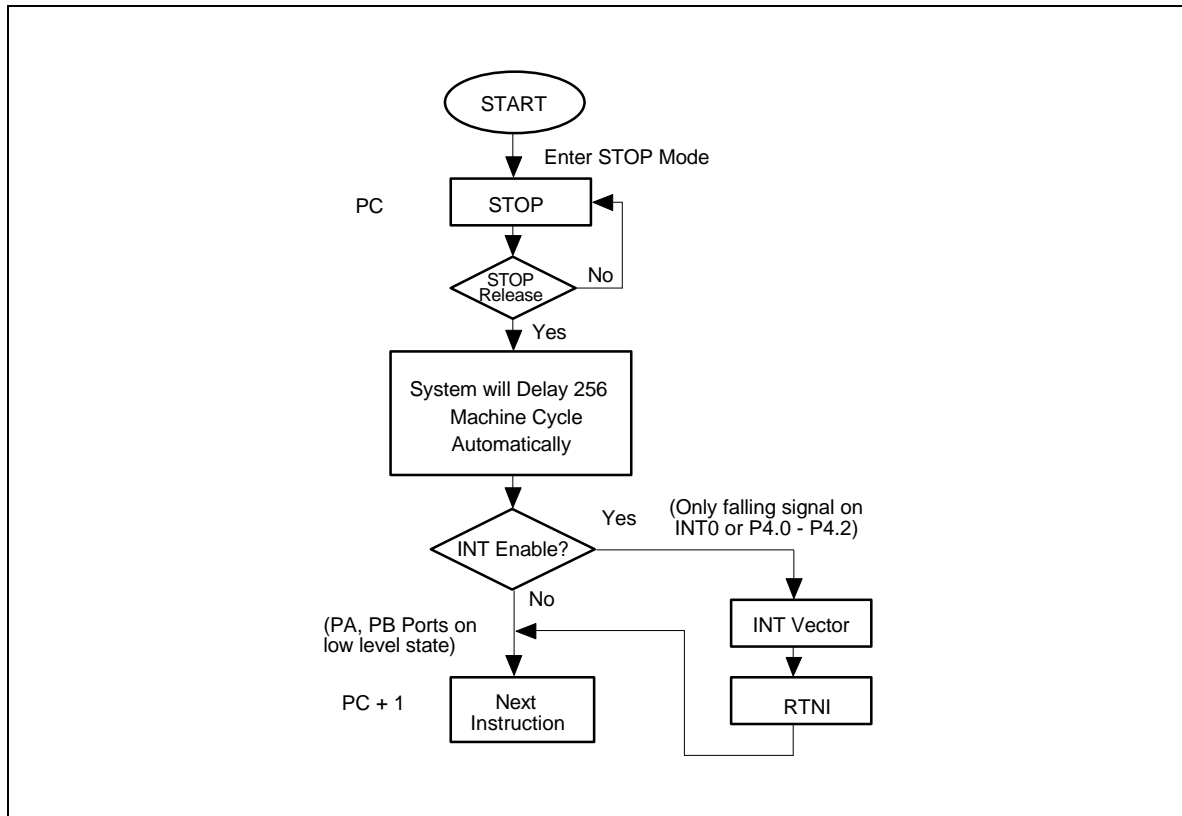 START
Enter STOP Mode
PC
STOP
STOP
Release
No
Yes
System will Delay 256
Machine Cycle
Automatically
INT Enable?
Yes
(Only falling signal on
INT0 or P4.0 - P4.2)
No
INT Vector
(PA, PB Ports on
low level state)
PC + 1
Next
Instruction
RTNI